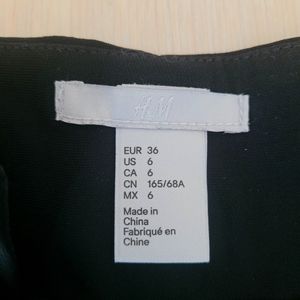 H&M
EUR 36
US 6
CA 6
CN 165/68A
MX 6
Made in
China
Fabriqué en
Chine